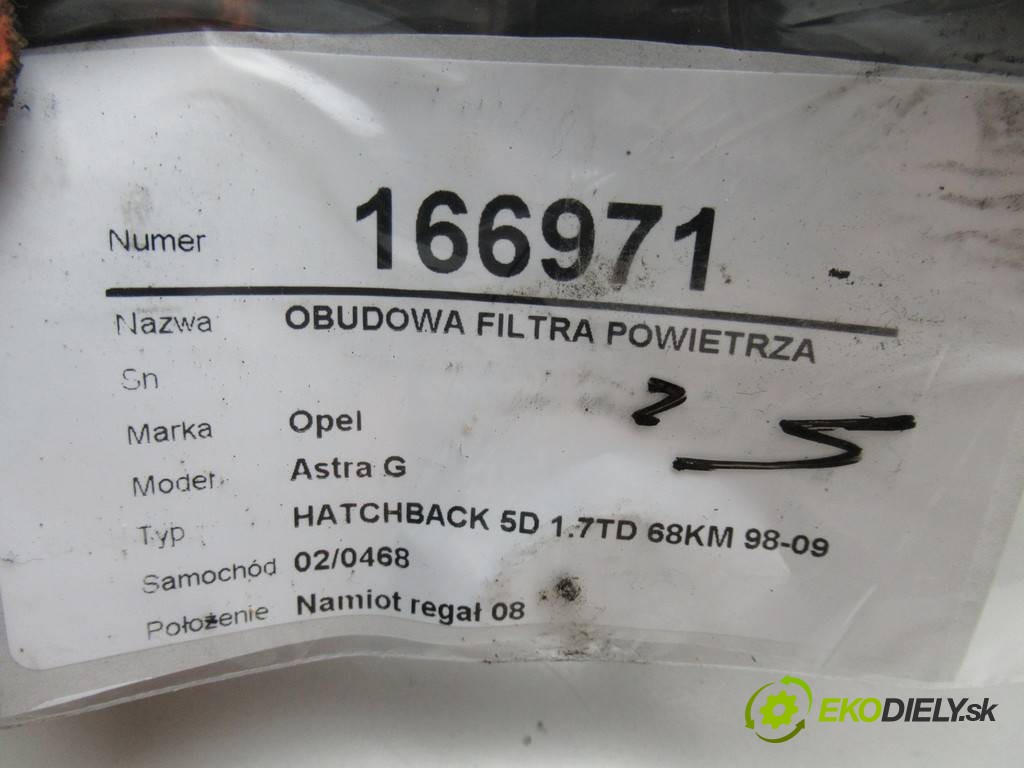 Numer 166971
Nazwa OBUDOWA FILTRA POWIETRZA
Sn
Marka Opel
Model Astra G
Typ HATCHBACK 5D 1.7TD 68KM 98-09
Samochód 02/0468
Położenie Namiot regał 08
EKODIELY.sk